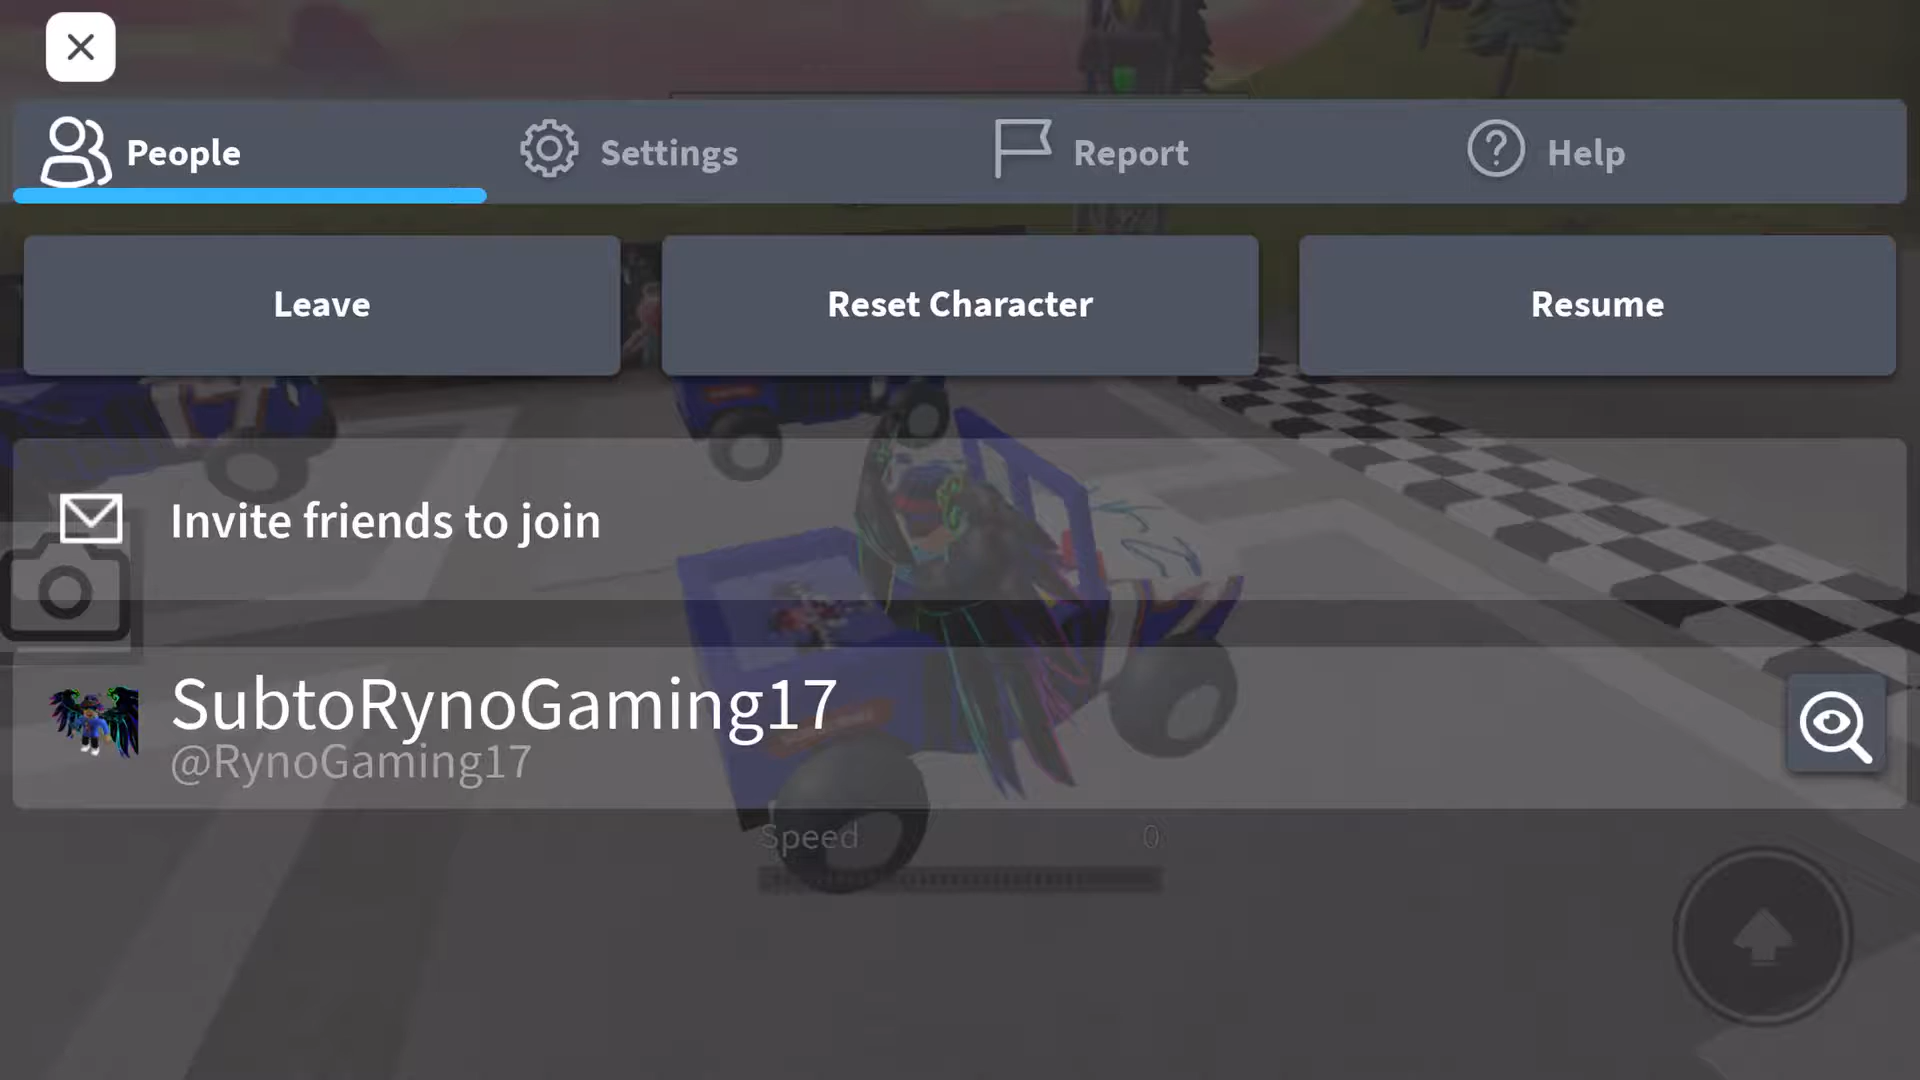 People
Settings
Report
Help
Leave
Reset Character
Resume
Invite friends to join
SubtoRynoGaming17
@RynoGaming17
Speed 0